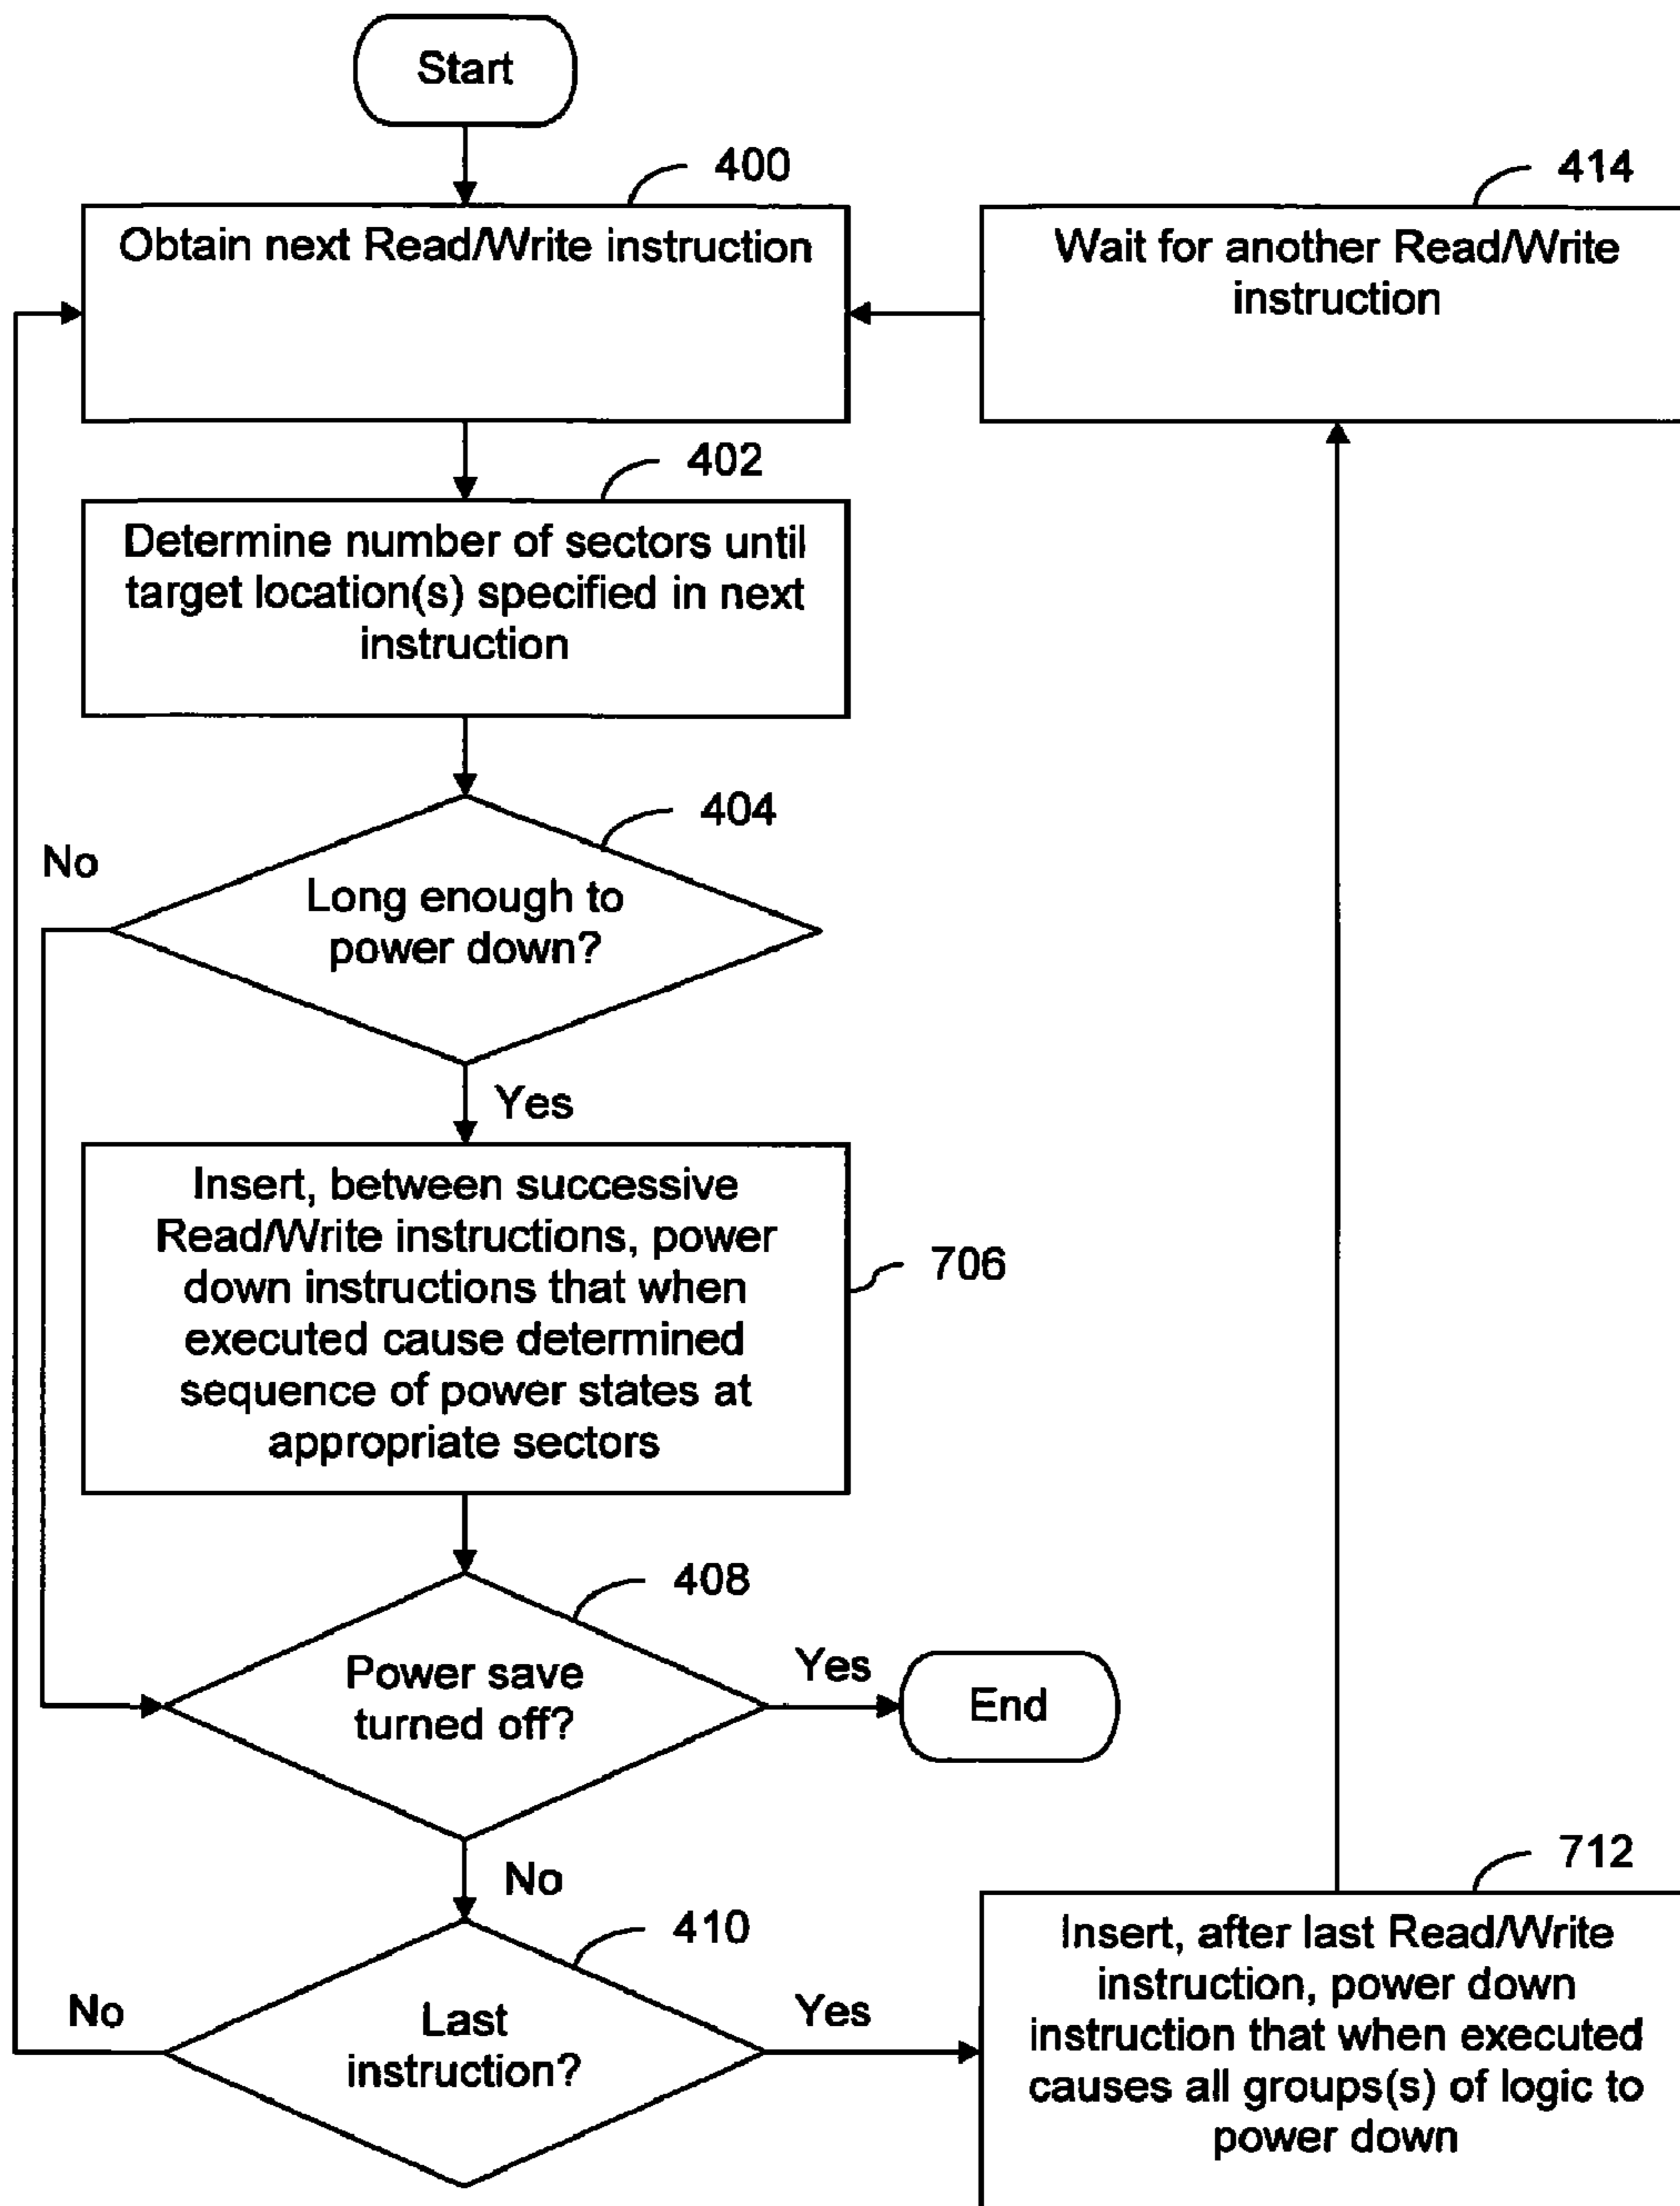 Start
400
Obtain next Read/Write instruction
414
Wait for another Read/Write
instruction
402
Determine number of sectors until
target location(s) specified in next
instruction
404
No
Long enough to
power down?
Yes
Insert, between successive
Read/Write instructions, power
down instructions that when
executed cause determined
sequence of power states at
appropriate sectors
706
408
Power save
turned off?
Yes
End
No
410
Last
instruction?
No
Yes
712
Insert, after last Read/Write
instruction, power down
instruction that when executed
causes all groups(s) of logic to
power down